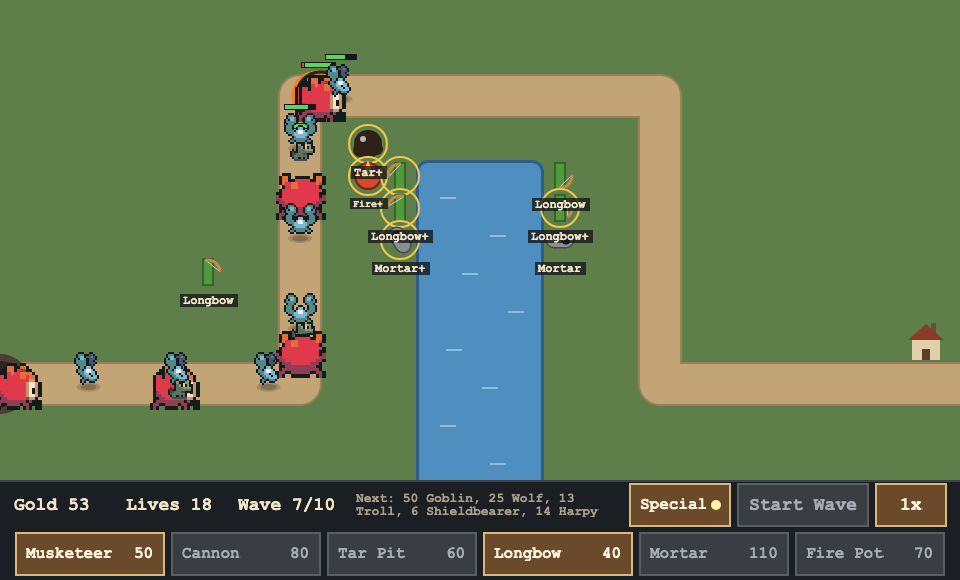 Tar+
Fire+
Longbow
Longbow+
Longbow+
Mortar+
Mortar
Longbow
Gold 53
Lives 18
Wave 7/10
Next: 50 Goblin, 25 Wolf, 13
Troll, 6 Shieldbearer, 14 Harpy
Special
Start Wave
1x
Musketeer 50
Cannon 80
Tar Pit 60
Longbow 40
Mortar 110
Fire Pot 70